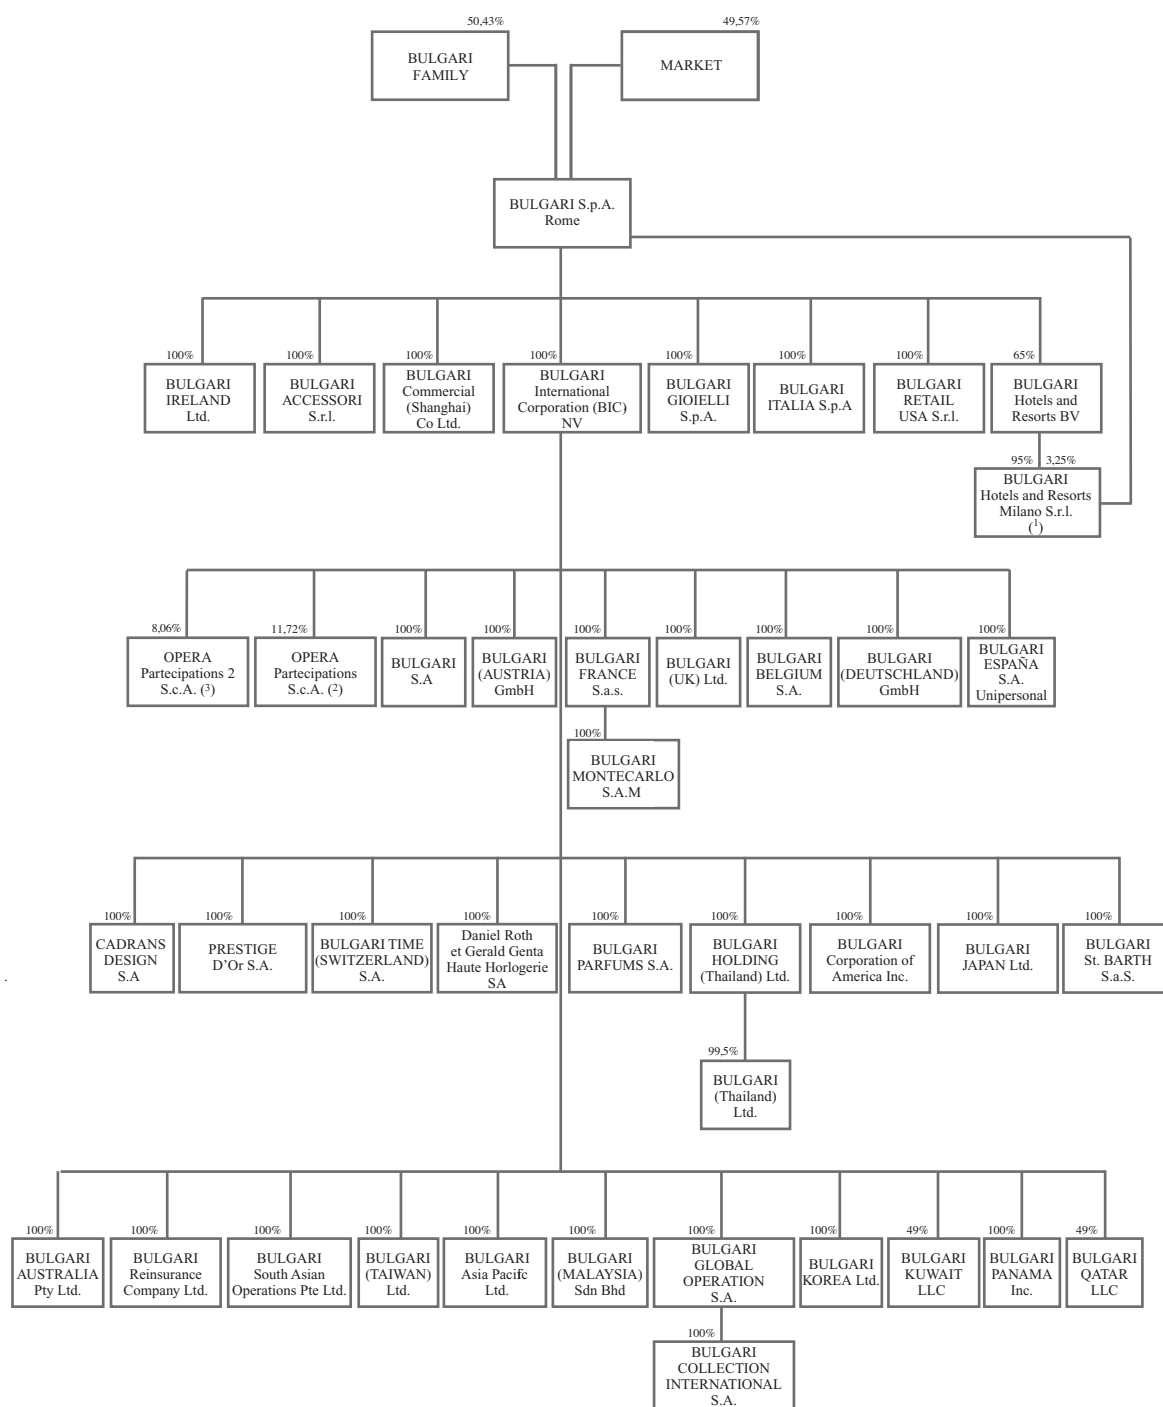 50,43%
BULGARI
FAMILY
49,57%
MARKET
BULGARI S.p.A.
Rome
100%
BULGARI
IRELAND
Ltd.
100%
BULGARI
ACCESSORI
S.r.l.
100%
BULGARI
Commercial
(Shanghai)
Co Ltd.
100%
BULGARI
International
Corporation (BIC)
NV
100%
BULGARI
GIOIELLI
S.p.A.
100%
BULGARI
ITALIA S.p.A
100%
BULGARI
RETAIL
USA S.r.l.
65%
BULGARI
Hotels and
Resorts BV
95% 3,25%
BULGARI
Hotels and Resorts
Milano S.r.l.
(1)
8,06%
OPERA
Partecipations 2
S.c.A. (3)
11,72%
OPERA
Partecipations
S.c.A. (2)
100%
BULGARI
S.A
100%
BULGARI
(AUSTRIA)
GmbH
100%
BULGARI
FRANCE
S.a.s.
100%
BULGARI
(UK) Ltd.
100%
BULGARI
BELGIUM
S.A.
100%
BULGARI
(DEUTSCHLAND)
GmbH
100%
BULGARI
ESPAÑA
S.A.
Unipersonal
100%
BULGARI
MONTECARLO
S.A.M
100%
CADRANS
DESIGN
S.A
100%
PRESTIGE
D’Or S.A.
100%
BULGARI TIME
(SWITZERLAND)
S.A.
100%
Daniel Roth
et Gerald Genta
Haute Horlogerie
SA
100%
BULGARI
PARFUMS S.A.
100%
BULGARI
HOLDING
(Thailand) Ltd.
100%
BULGARI
Corporation of
America Inc.
100%
BULGARI
JAPAN Ltd.
100%
BULGARI
St. BARTH
S.a.S.
99,5%
BULGARI
(Thailand)
Ltd.
100%
BULGARI
AUSTRALIA
Pty Ltd.
100%
BULGARI
Reinsurance
Company Ltd.
100%
BULGARI
South Asian
Operations Pte Ltd.
100%
BULGARI
(TAIWAN)
Ltd.
100%
BULGARI
Asia Pacifc
Ltd.
100%
BULGARI
(MALAYSIA)
Sdn Bhd
100%
BULGARI
GLOBAL
OPERATION
S.A.
100%
BULGARI
KOREA Ltd.
49%
BULGARI
KUWAIT
LLC
100%
BULGARI
PANAMA
Inc.
49%
BULGARI
QATAR
LLC
100%
BULGARI
COLLECTION
INTERNATIONAL
S.A.